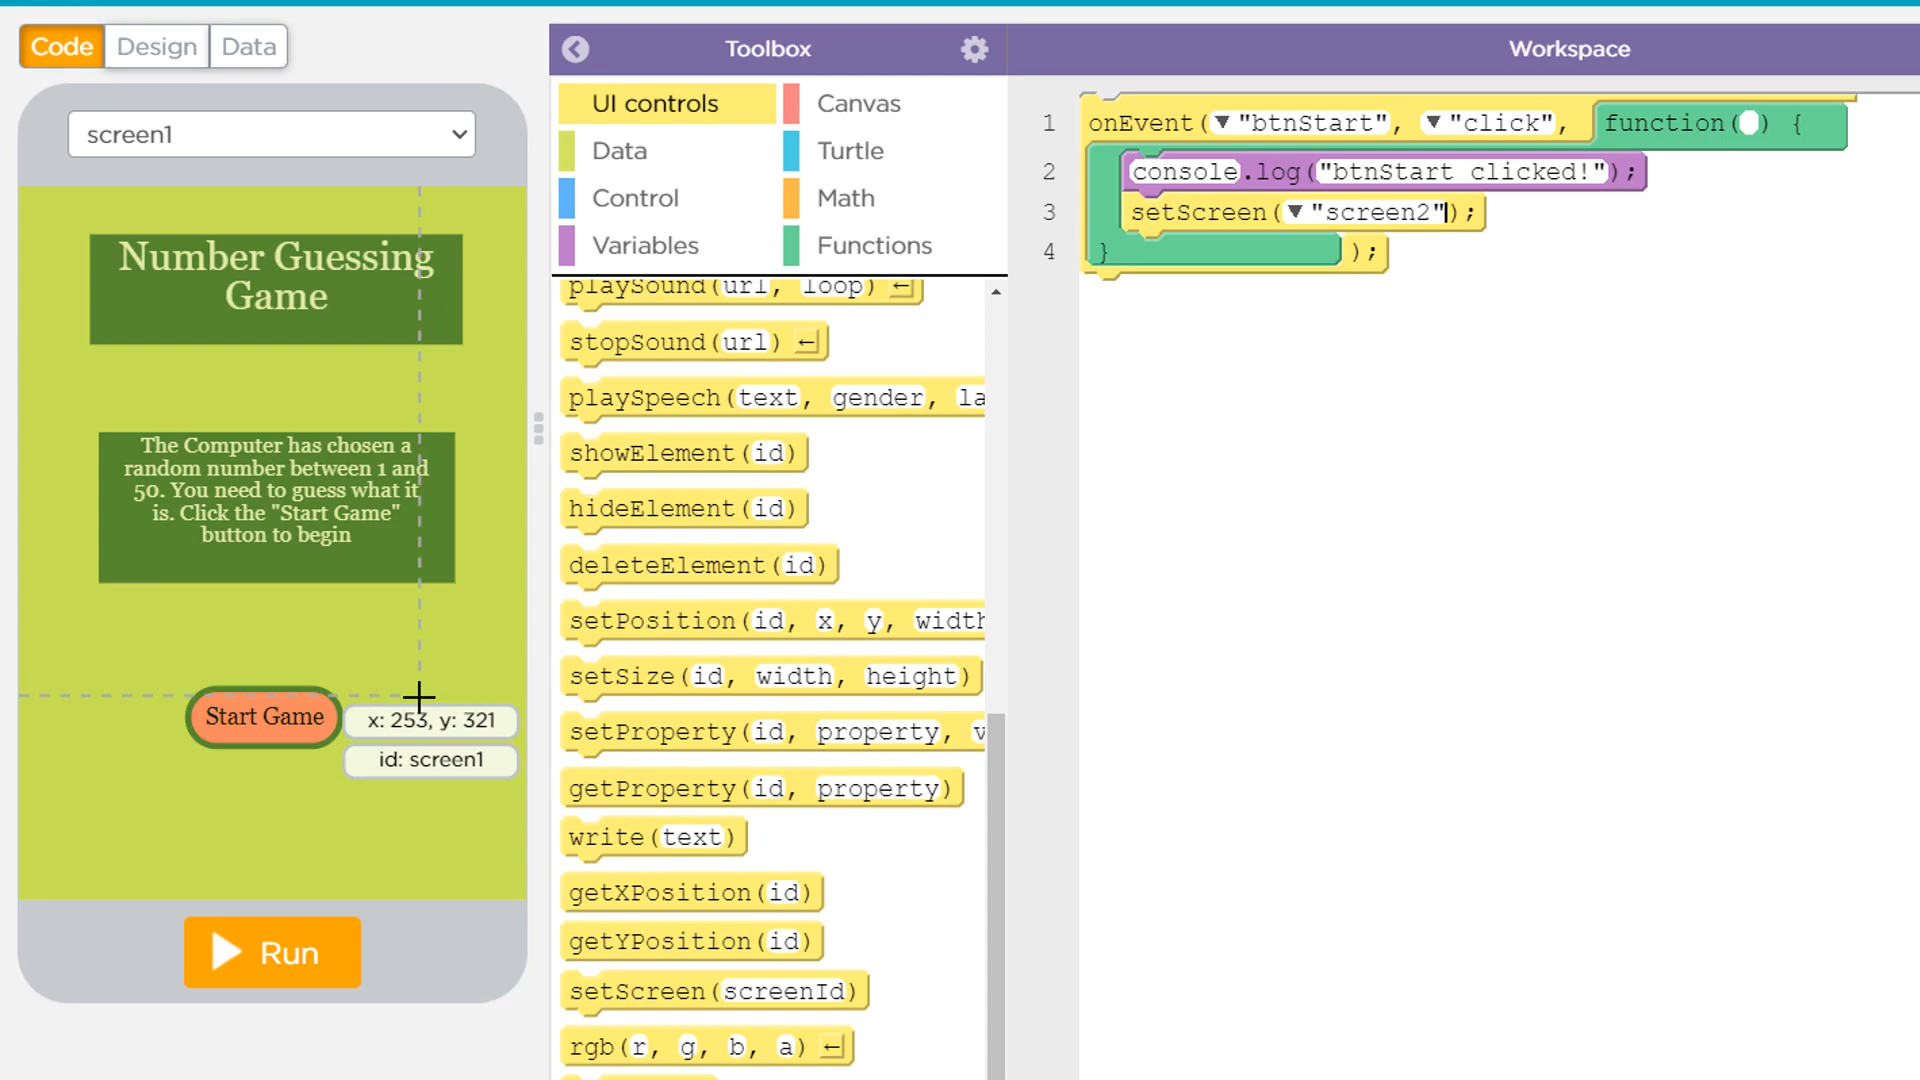 Code Design Data
screen1
Number Guessing
Game
The Computer has chosen a
random number between 1 and
50. You need to guess what it
is. Click the "Start Game"
button to begin
Start Game
x: 253, y: 321
id: screen1
Run
Toolbox
UI controls
Canvas
Data
Turtle
Control
Math
Variables
Functions
playSound(url, loop)
stopSound(url)
playSpeech(text, gender, la
showElement(id)
hideElement(id)
deleteElement(id)
setPosition(id, x, y, width
setSize(id, width, height)
setProperty(id, property, v
getProperty(id, property)
write(text)
getXPosition(id)
getYPosition(id)
setScreen(screenId)
rgb(r, g, b, a)
Workspace
1 onEvent(▼"btnStart", ▼"click", function( ) {
2 console.log("btnStart clicked!");
3 setScreen(▼"screen2");
4 } );